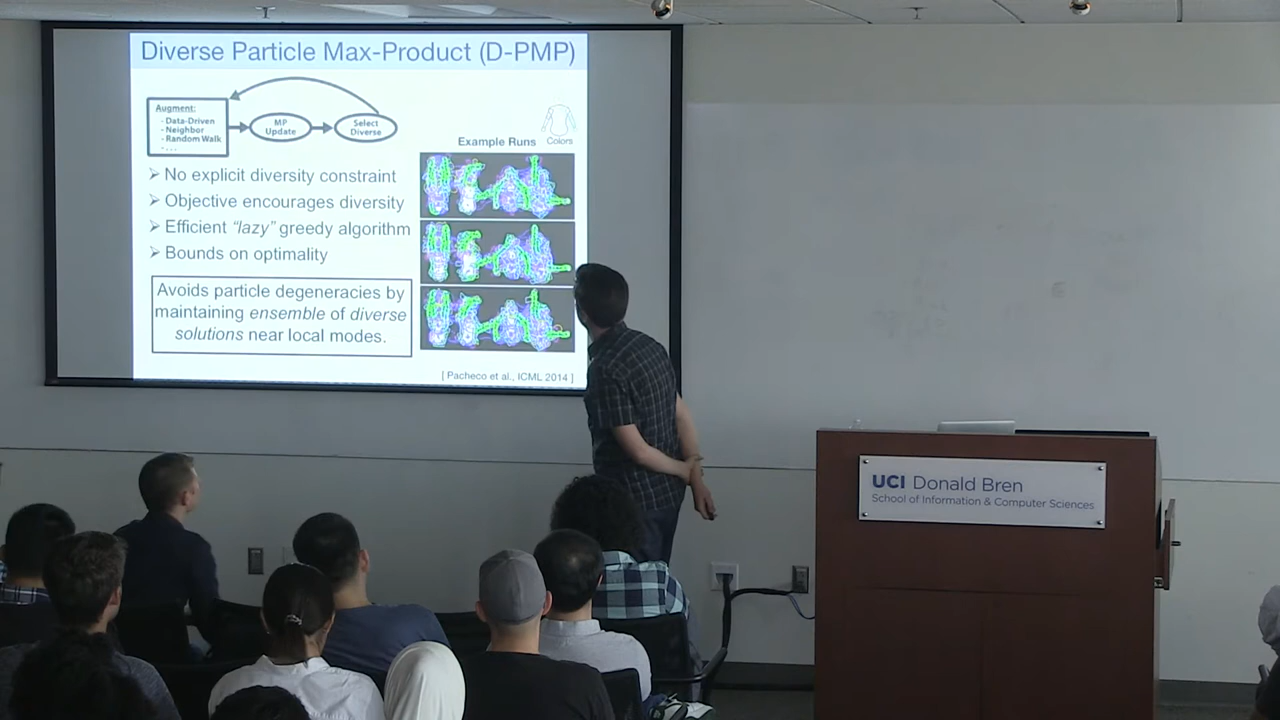 Diverse Particle Max-Product (D-PMP)
Augment:
- Data-Driven
- Neighbor
- Random Walk
- ...
MP
Update
Select
Diverse
Colors
Example Runs
➢ No explicit diversity constraint
➢ Objective encourages diversity
➢ Efficient "lazy" greedy algorithm
➢ Bounds on optimality
Avoids particle degeneracies by
maintaining ensemble of diverse
solutions near local modes.
[ Pacheco et al., ICML 2014 ]
UCI Donald Bren
School of Information & Computer Sciences